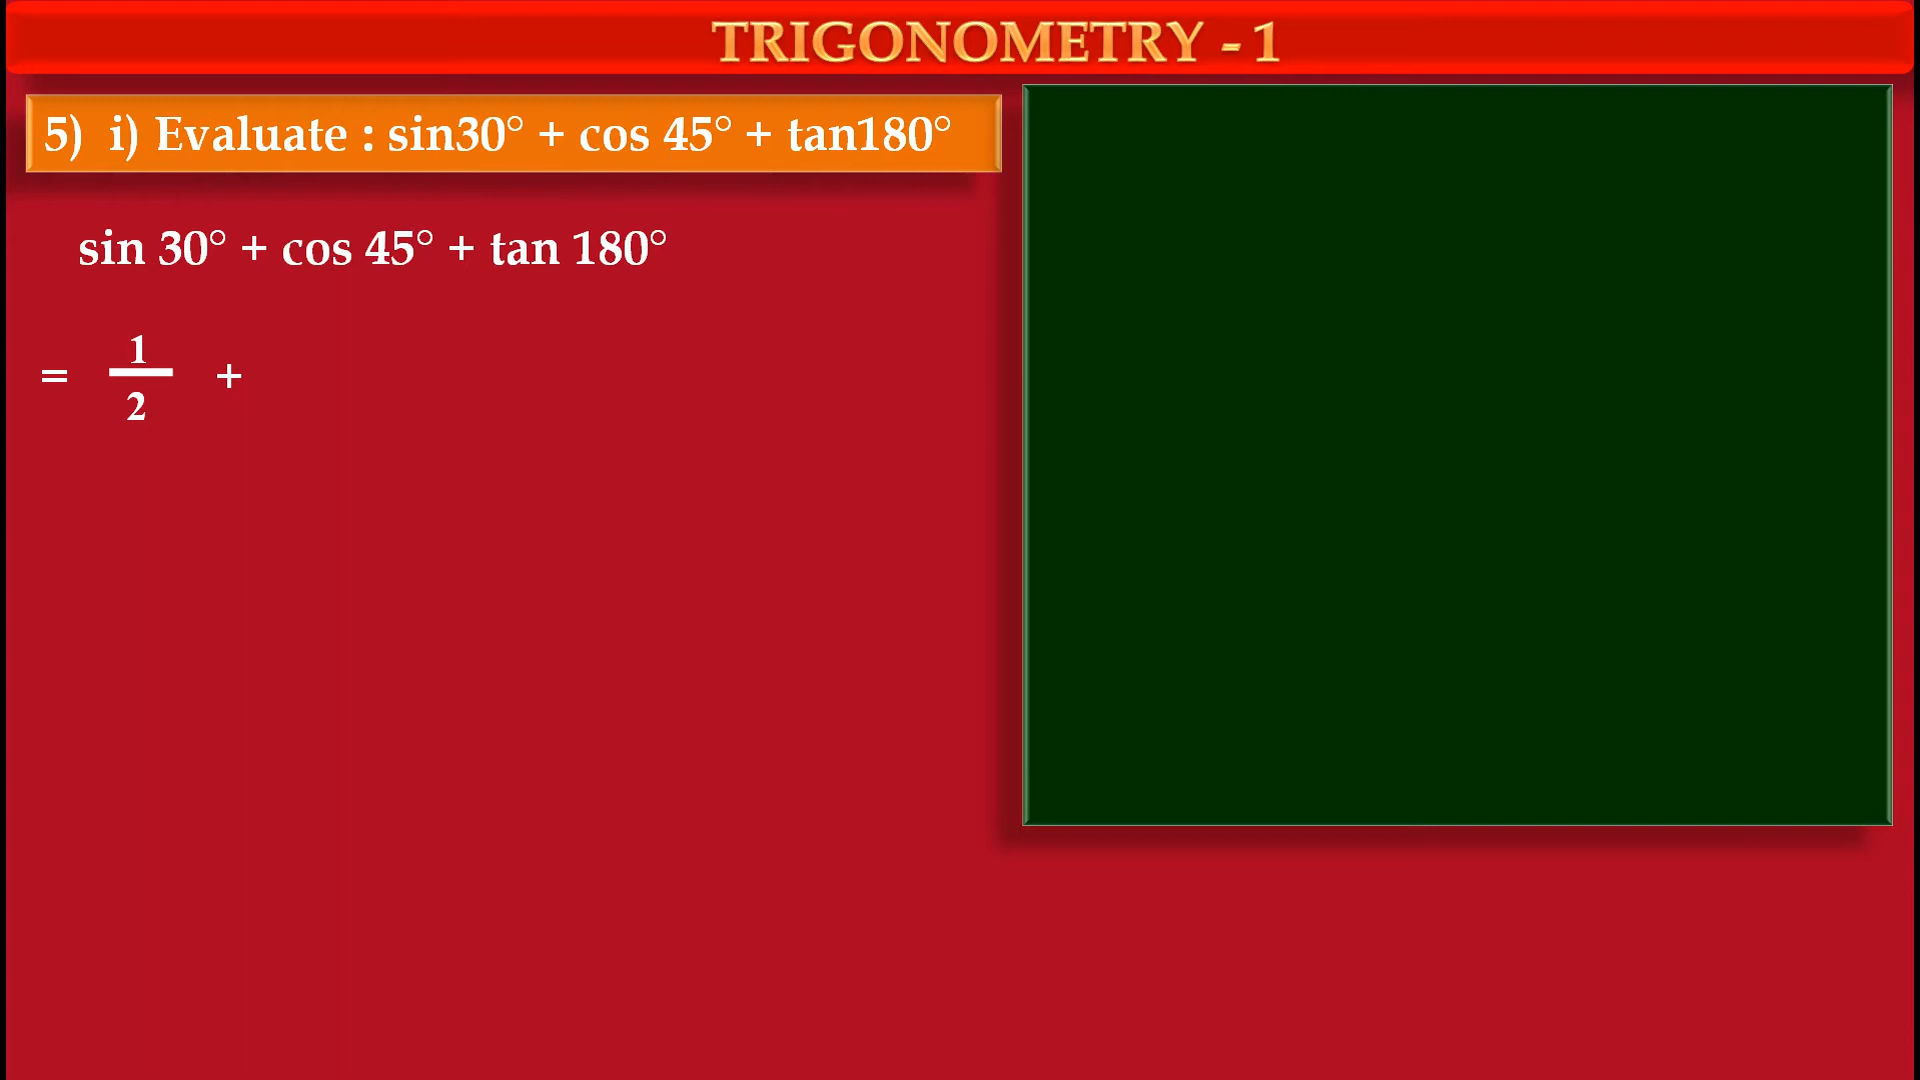 TRIGONOMETRY - 1
5) i) Evaluate : sin30° + cos 45° + tan180°
sin 30° + cos 45° + tan 180°
= 1/2 +